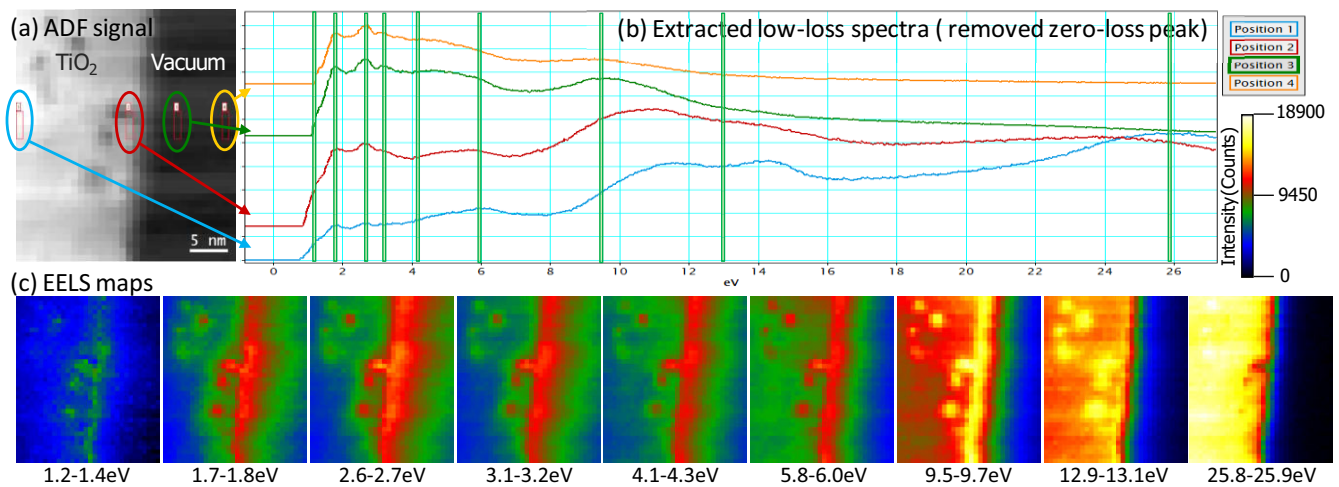 (a) ADF signal
TiO2
Vacuum
5 nm
(b) Extracted low-loss spectra ( removed zero-loss peak)
Position 1
Position 2
Position 3
Position 4
18900
9450
0
Intensity(Counts)
0 2 4 6 8 10 12 14 16 18 20 22 24 26
eV
(c) EELS maps
1.2-1.4eV 1.7-1.8eV 2.6-2.7eV 3.1-3.2eV 4.1-4.3eV 5.8-6.0eV 9.5-9.7eV 12.9-13.1eV 25.8-25.9eV